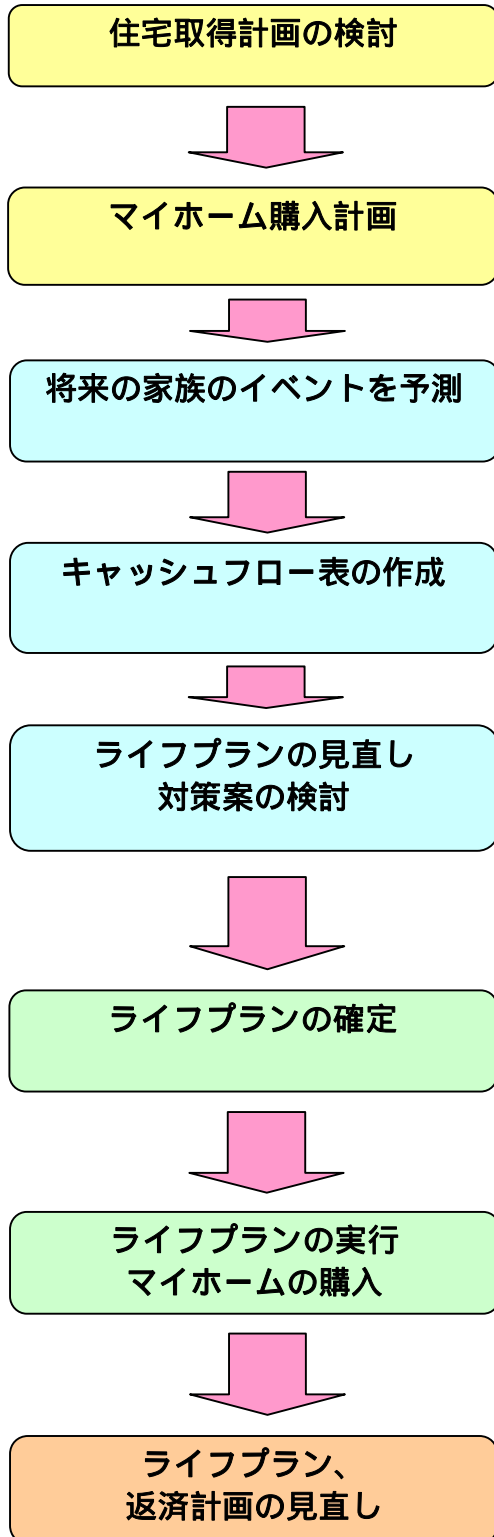 住宅取得計画の検討
マイホーム購入計画
将来の家族のイベントを予測
キャッシュフロー表の作成
ライフプランの見直し
対策案の検討
ライフプランの確定
ライフプランの実行
マイホームの購入
ライフプラン、
返済計画の見直し